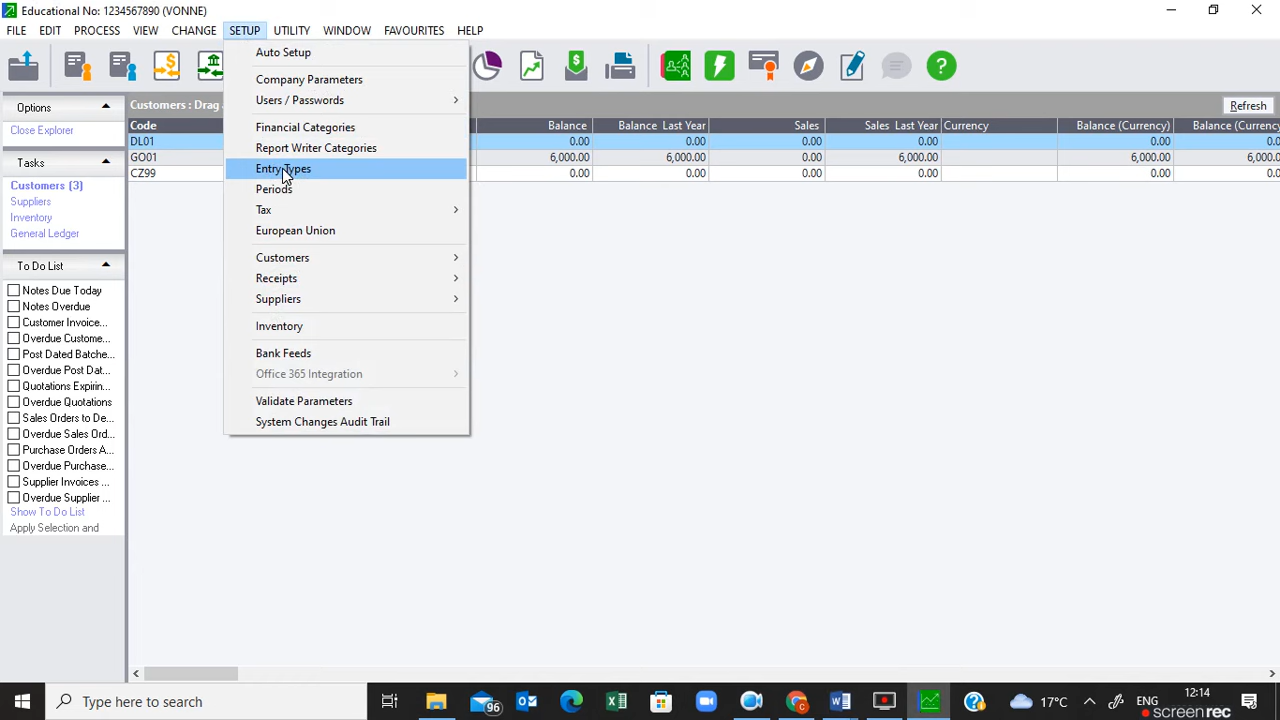 Educational No: 1234567890 (VONNE)
FILE EDIT PROCESS VIEW CHANGE SETUP UTILITY WINDOW FAVOURITES HELP
Auto Setup
Company Parameters
Users / Passwords
Financial Categories
Report Writer Categories
Entry Types
Periods
Tax
European Union
Customers
Receipts
Suppliers
Inventory
Bank Feeds
Office 365 Integration
Validate Parameters
System Changes Audit Trail
Options
Close Explorer
Tasks
Customers (3)
Suppliers
Inventory
General Ledger
To Do List
Notes Due Today
Notes Overdue
Customer Invoice...
Overdue Custome...
Post Dated Batche...
Overdue Post Dat...
Quotations Expirin...
Overdue Quotations
Sales Orders to De...
Overdue Sales Ord...
Purchase Orders A...
Overdue Purchase...
Supplier Invoices ...
Overdue Supplier ...
Show To Do List
Apply Selection and
Customers : Drag
Refresh
Code Balance Balance Last Year Sales Sales Last Year Currency Balance (Currency) Balance (Currenc
DL01 0.00 0.00 0.00 0.00 0.00 0.0
GO01 6,000.00 6,000.00 0.00 6,000.00 6,000.00 6,000.0
CZ99 0.00 0.00 0.00 0.00 0.00 0.0
Type here to search
96
17°C
ENG
12:14
screenrec